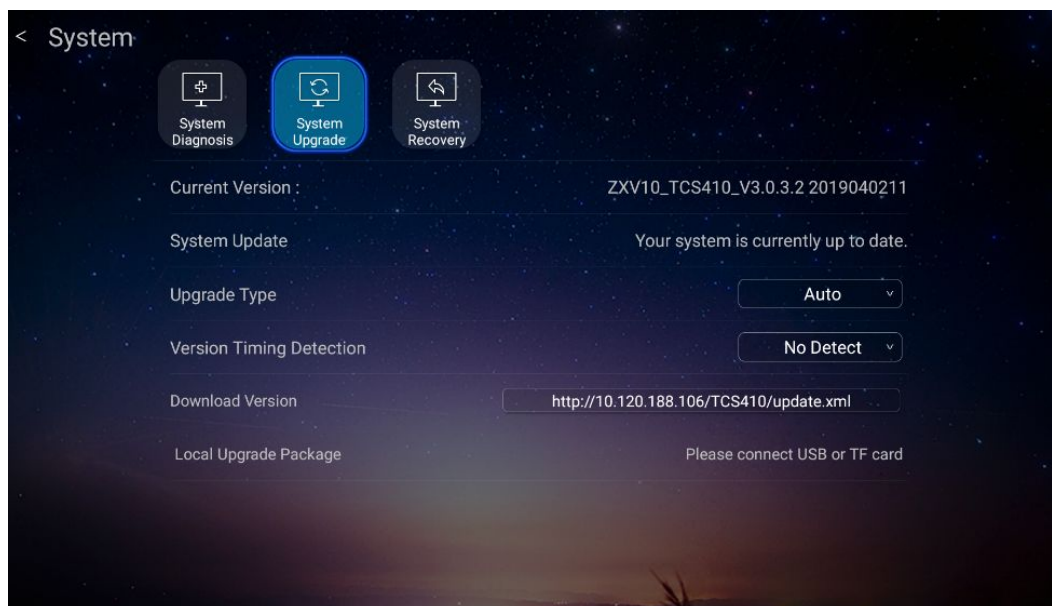 < System
System
Diagnosis
System
Upgrade
System
Recovery
Current Version :
ZXV10_TCS410_V3.0.3.2 2019040211
System Update
Your system is currently up to date.
Upgrade Type
Auto
Version Timing Detection
No Detect
Download Version
http://10.120.188.106/TCS410/update.xml
Local Upgrade Package
Please connect USB or TF card